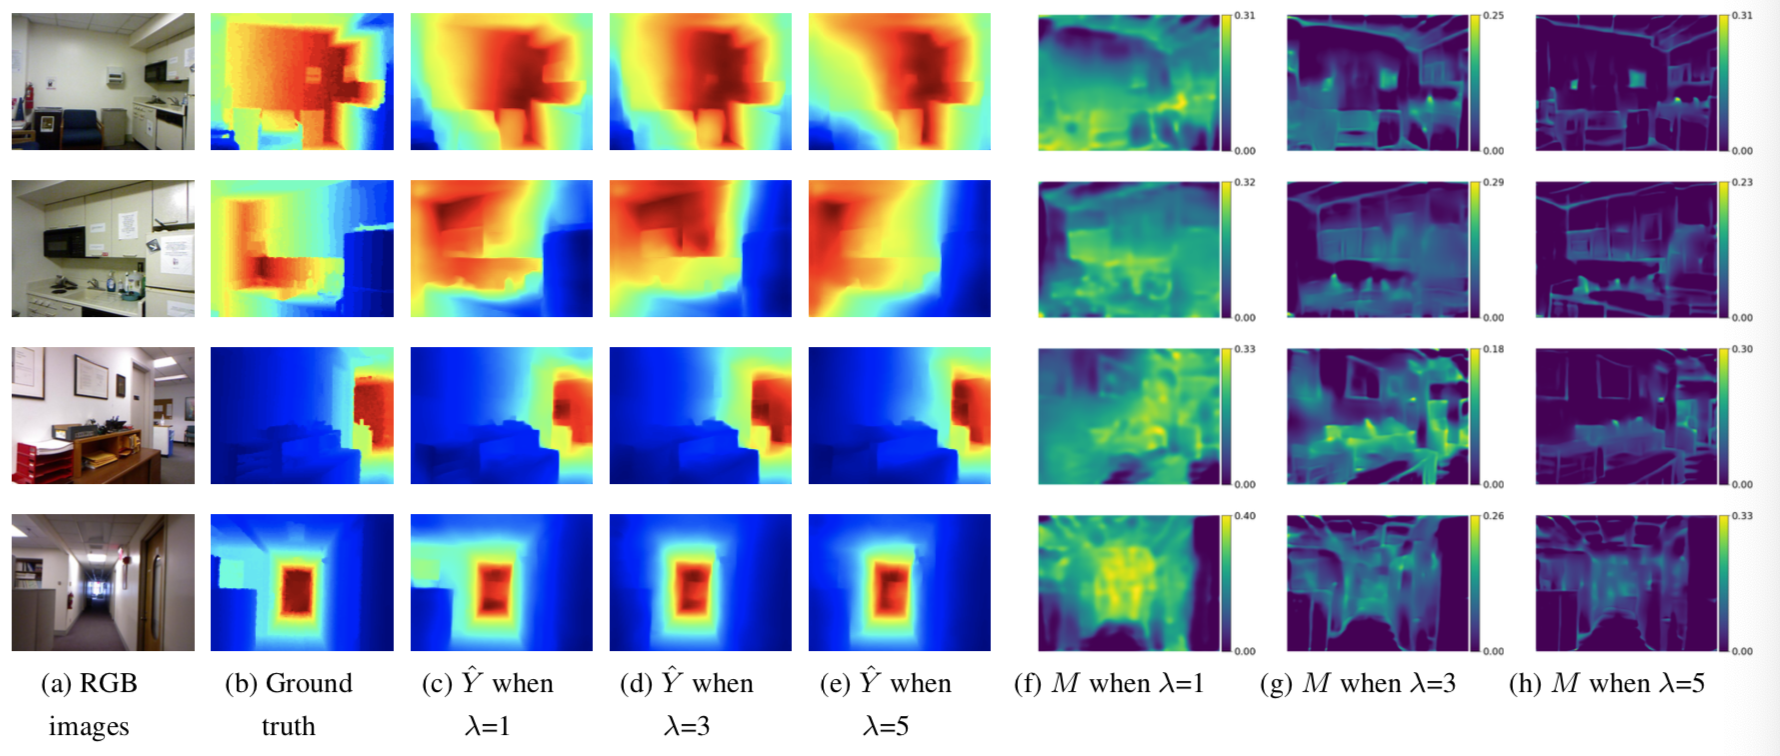 0.31
0.00
0.25
0.00
0.31
0.00
0.32
0.00
0.29
0.00
0.23
0.00
0.33
0.00
0.18
0.00
0.30
0.00
0.40
0.00
0.26
0.00
0.33
0.00
(a) RGB
images
(b) Ground
truth
(c) Ŷ when
λ=1
(d) Ŷ when
λ=3
(e) Ŷ when
λ=5
(f) M when λ=1
(g) M when λ=3
(h) M when λ=5